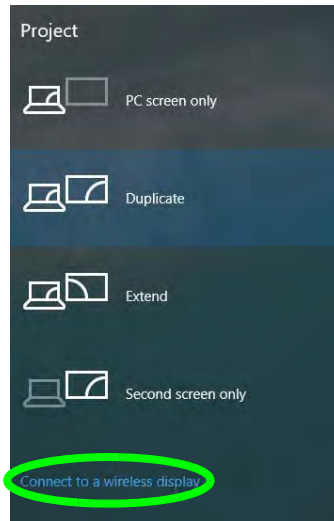 Project
PC screen only
Duplicate
Extend
Second screen only
Connect to a wireless display